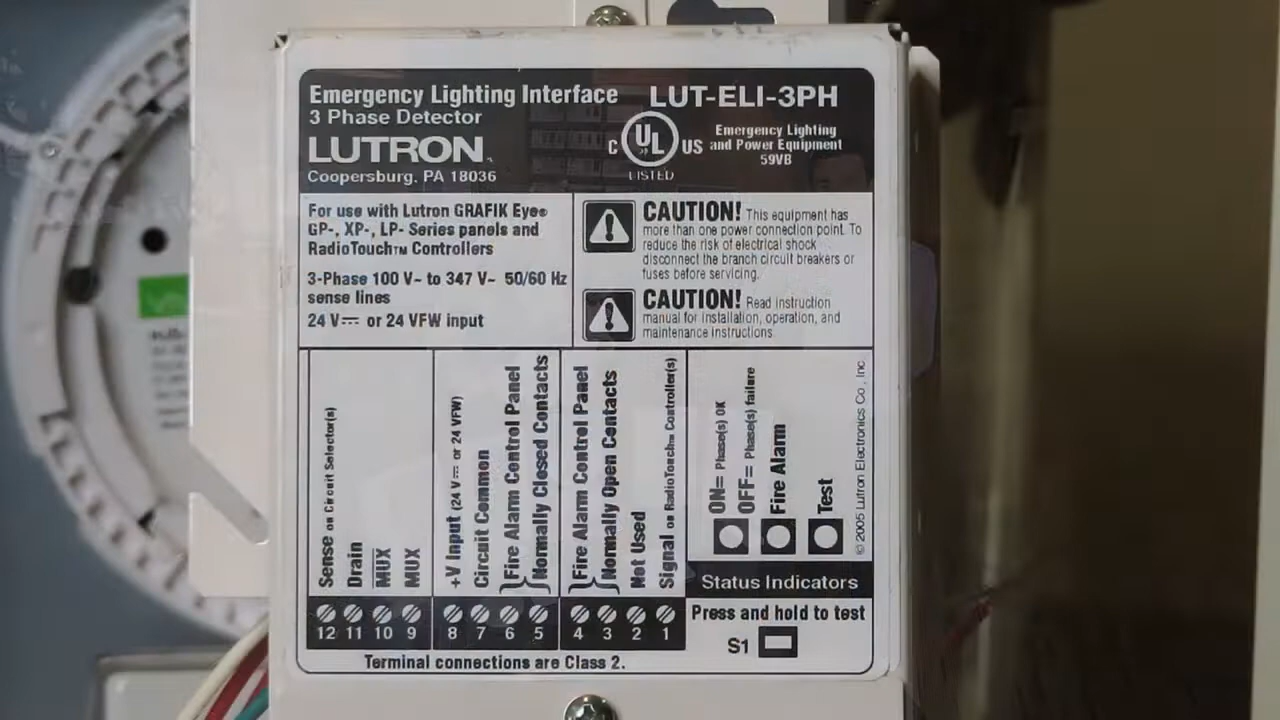 Emergency Lighting Interface
3 Phase Detector
LUTRON
Coopersburg, PA 18036
LUT-ELI-3PH
C UL US
LISTED
Emergency Lighting
and Power Equipment
59VB
For use with Lutron GRAFIK Eye®
GP-, XP-, LP- Series panels and
RadioTouch™ Controllers
3-Phase 100 V~ to 347 V~ 50/60 Hz
sense lines
24 V⎓ or 24 VFW input
CAUTION! This equipment has
more than one power connection point. To
reduce the risk of electrical shock
disconnect the branch circuit breakers or
fuses before servicing.
CAUTION! Read instruction
manual for installation, operation, and
maintenance instructions.
Sense on Circuit Selector(s)
Drain
MUX
MUX
+V Input (24 V⎓ or 24 VFW)
Circuit Common
Fire Alarm Control Panel
Normally Closed Contacts
Fire Alarm Control Panel
Normally Open Contacts
Not Used
Signal on RadioTouch™ Controller(s)
ON= Phase(s) OK
OFF= Phase(s) failure
Fire Alarm
Test
© 2005 Lutron Electronics Co., Inc.
Status Indicators
12 11 10 9 8 7 6 5 4 3 2 1
Press and hold to test
S1
Terminal connections are Class 2.